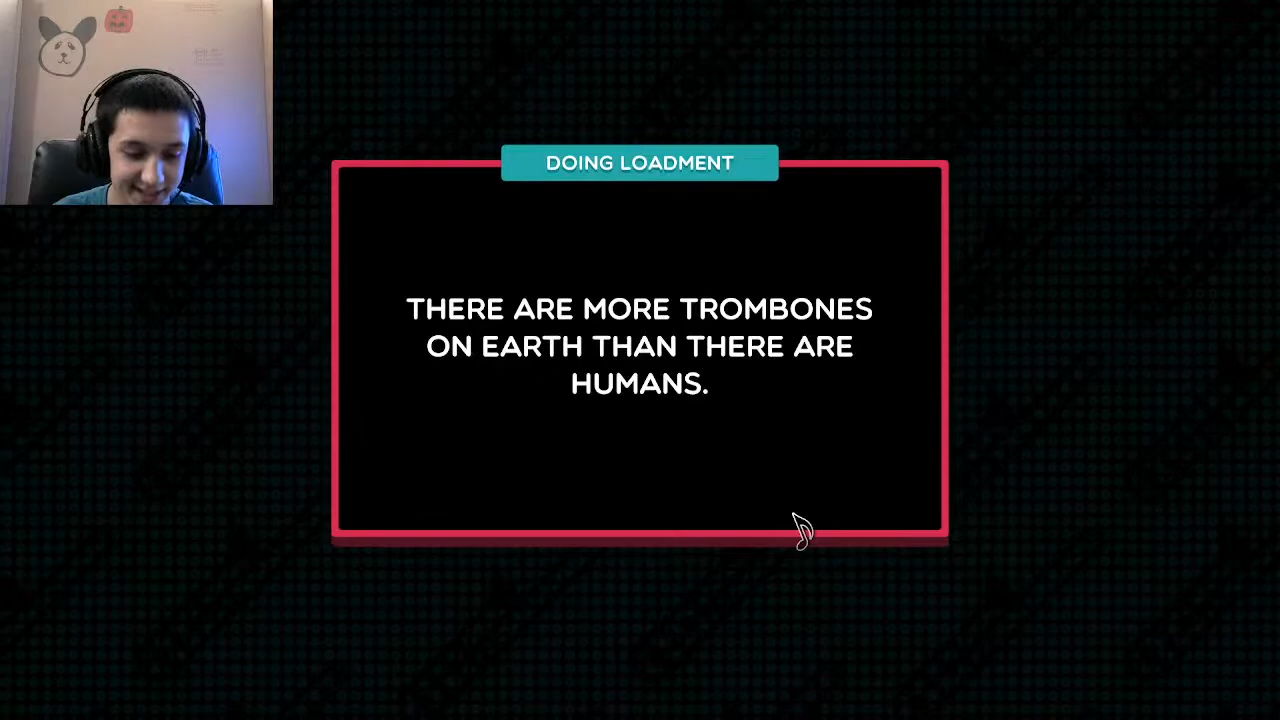 DOING LOADMENT
THERE ARE MORE TROMBONES
ON EARTH THAN THERE ARE
HUMANS.